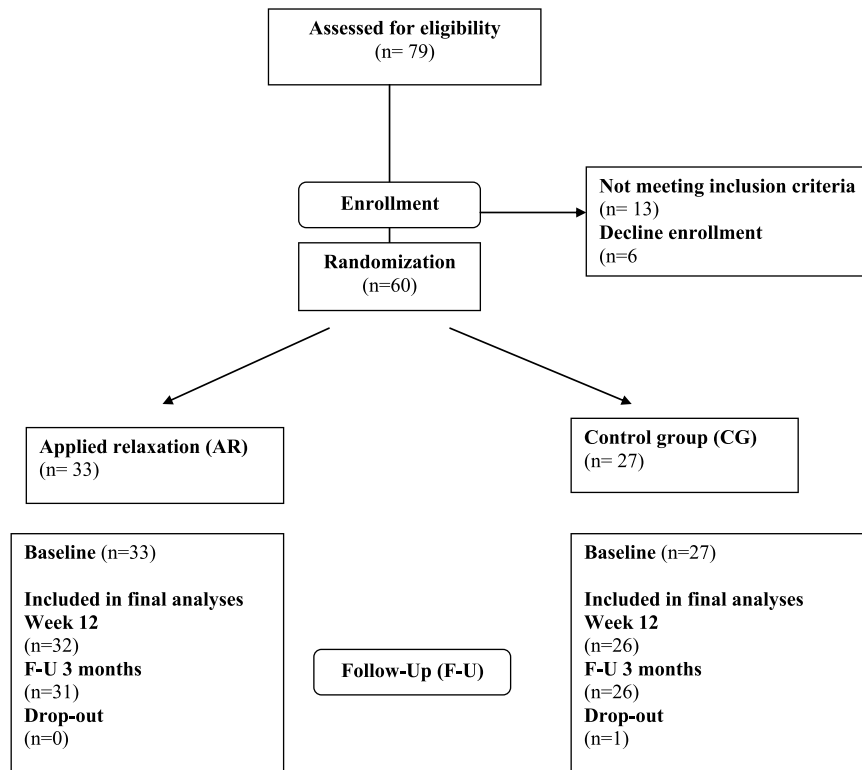 Assessed for eligibility
(n= 79)
Enrollment
Not meeting inclusion criteria
(n= 13)
Decline enrollment
(n=6
Randomization
(n=60)
Applied relaxation (AR)
(n= 33)
Control group (CG)
(n= 27)
Baseline (n=33)
Included in final analyses
Week 12
(n=32)
F-U 3 months
(n=31)
Drop-out
(n=0)
Follow-Up (F-U)
Baseline (n=27)
Included in final analyses
Week 12
(n=26)
F-U 3 months
(n=26)
Drop-out
(n=1)